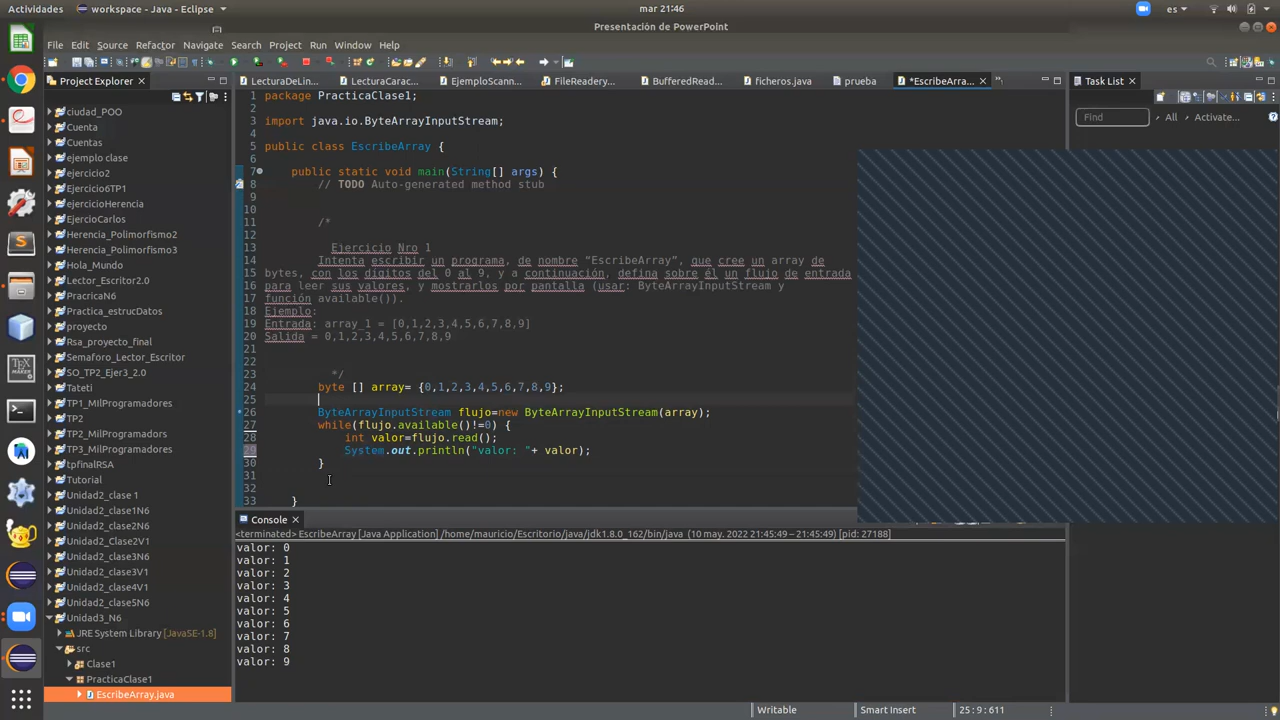 Actividades
workspace - Java - Eclipse
mar 21:46
es
Presentación de PowerPoint
File Edit Source Refactor Navigate Search Project Run Window Help
Project Explorer
LecturaDeLin...
LecturaCarac...
EjemploScann...
FileReadery...
BufferedRead...
ficheros.java
prueba
*EscribeArra...
Task List
Find
All
Activate...
ciudad_POO
Cuenta
Cuentas
ejemplo clase
ejercicio2
Ejercicio6TP1
ejercicioHerencia
EjercioCarlos
Herencia_Polimorfismo2
Herencia_Polimorfismo3
Hola_Mundo
Lector_Escritor2.0
PracricaN6
Practica_estrucDatos
proyecto
Rsa_proyecto_final
Semaforo_Lector_Escritor
SO_TP2_Ejer3_2.0
Tateti
TP1_MilProgramadores
TP2_MilProgramadors
TP3_MilProgramadores
tpfinalRSA
Tutorial
Unidad2_clase 1
Unidad2_clase1N6
Unidad2_clase2N6
Unidad2_Clase2V1
Unidad2_clase3N6
Unidad2_clase3V1
Unidad2_clase4V1
Unidad2_clase5N6
Unidad3_N6
JRE System Library [JavaSE-1.8]
src
Clase1
PracticaClase1
EscribeArray.java
1 package PracticaClase1;
2
3 import java.io.ByteArrayInputStream;
4
5 public class EscribeArray {
6
7 public static void main(String[] args) {
8 // TODO Auto-generated method stub
9
10
11 /*
12
13 Ejercicio Nro 1
14 Intenta escribir un programa, de nombre "EscribeArray", que cree un array de
15 bytes, con los dígitos del 0 al 9, y a continuación, defina sobre él un flujo de entrada
16 para leer sus valores, y mostrarlos por pantalla (usar: ByteArrayInputStream y
17 función available()).
18 Ejemplo:
19 Entrada: array_1 = [0,1,2,3,4,5,6,7,8,9]
20 Salida = 0,1,2,3,4,5,6,7,8,9
21
22
23 */
24 byte [] array= {0,1,2,3,4,5,6,7,8,9};
25
26 ByteArrayInputStream flujo=new ByteArrayInputStream(array);
27 while(flujo.available()!=0) {
28 int valor=flujo.read();
29 System.out.println("valor: "+ valor);
30 }
31
32
33 }
Console
<terminated> EscribeArray [Java Application] /home/mauricio/Escritorio/java/jdk1.8.0_162/bin/java (10 may. 2022 21:45:49 – 21:45:49) [pid: 27188]
valor: 0
valor: 1
valor: 2
valor: 3
valor: 4
valor: 5
valor: 6
valor: 7
valor: 8
valor: 9
Writable
Smart Insert
25 : 9 : 611